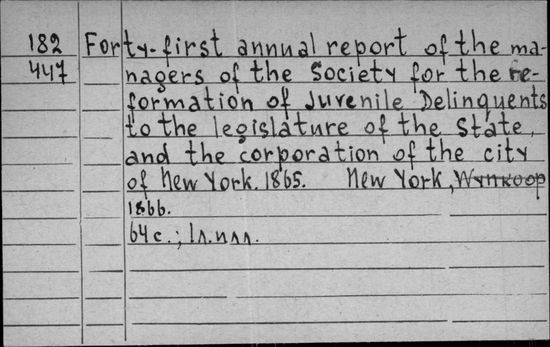 182 Forty-first annual report of the ma-
447 nagers of the Society for the re-
formation of Juvenile Delinquents
to the legislature of the State,
and the corporation of the city
of New York. 1865. New York, Wynkoop
1866.
64 с.; 1л.илл.